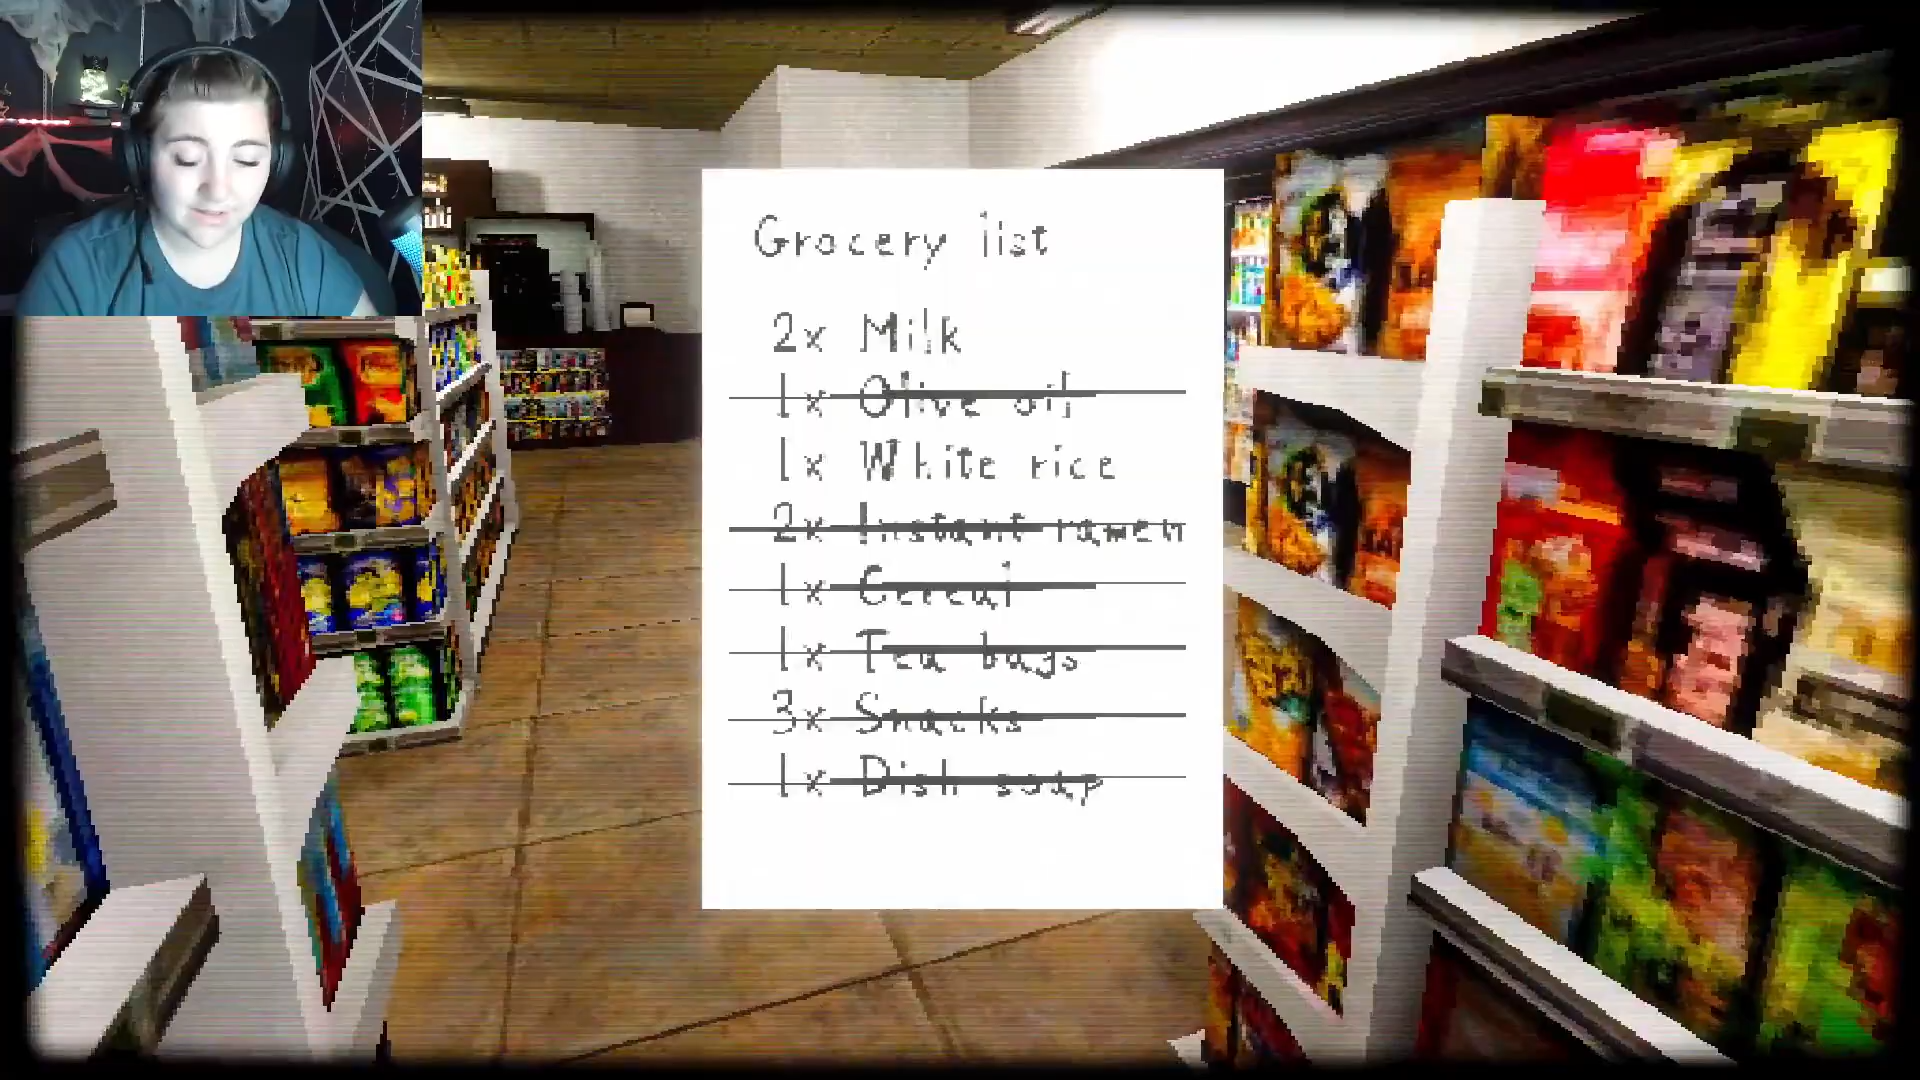 Grocery list
2x Milk
1x Olive oil
1x White rice
2x Instant ramen
1x Cereal
1x Tea bags
3x Snacks
1x Dish soap